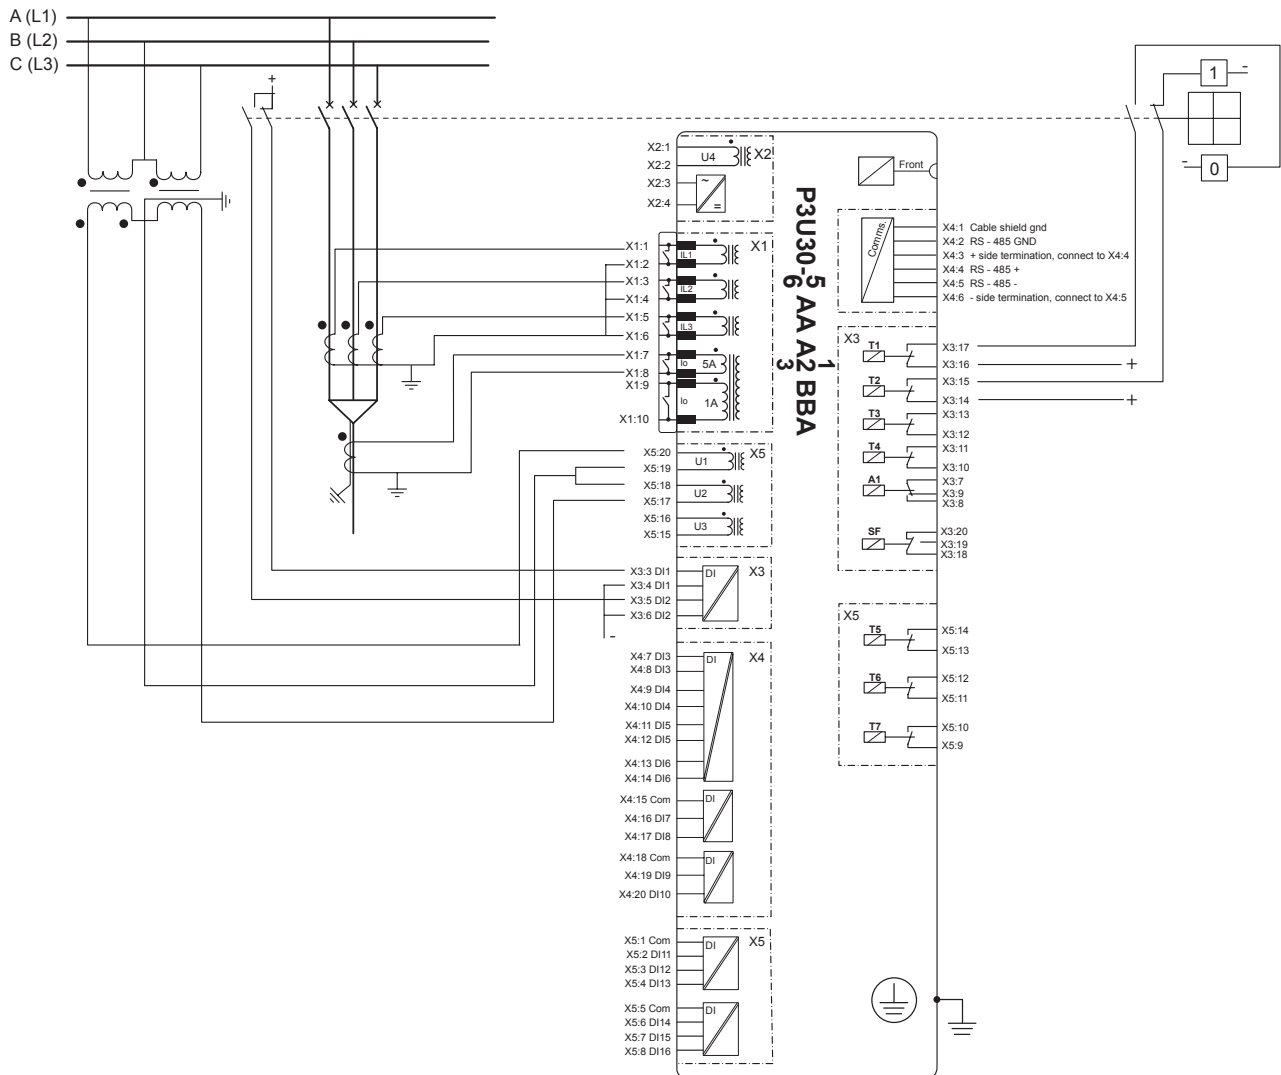 A (L1)
B (L2)
C (L3)
+
1
-
-
0
X2:1
X2:2
X2:3
X2:4
U4
X2
~
=
Front
X1:1
X1:2
X1:3
X1:4
X1:5
X1:6
X1:7
X1:8
X1:9
X1:10
X1
IL1
IL2
IL3
Io 5A
Io 1A
P3U30-5 AA A2 BBA
6
1
3
Comms.
X4:1 Cable shield gnd
X4:2 RS - 485 GND
X4:3 + side termination, connect to X4:4
X4:4 RS - 485 +
X4:5 RS - 485 -
X4:6 - side termination, connect to X4:5
X3
T1
X3:17
X3:16
+
T2
X3:15
X3:14
+
T3
X3:13
X3:12
T4
X3:11
X3:10
A1
X3:7
X3:9
X3:8
SF
X3:20
X3:19
X3:18
X5:20
X5:19
X5:18
X5:17
X5:16
X5:15
U1
U2
U3
X5
X3:3 DI1
X3:4 DI1
X3:5 DI2
X3:6 DI2
-
DI
X3
X5
T5
X5:14
X5:13
T6
X5:12
X5:11
T7
X5:10
X5:9
X4:7 DI3
X4:8 DI3
X4:9 DI4
X4:10 DI4
X4:11 DI5
X4:12 DI5
X4:13 DI6
X4:14 DI6
DI
X4
X4:15 Com
X4:16 DI7
X4:17 DI8
DI
X4:18 Com
X4:19 DI9
X4:20 DI10
DI
X5:1 Com
X5:2 DI11
X5:3 DI12
X5:4 DI13
DI
X5
X5:5 Com
X5:6 DI14
X5:7 DI15
X5:8 DI16
DI